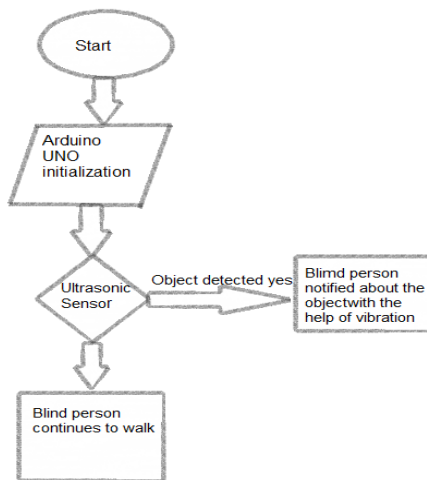 Start
Arduino
UNO
initialization
Ultrasonic
Sensor
Object detected yes
Blimd person
notified about the
objectwith the
help of vibration
Blind person
continues to walk